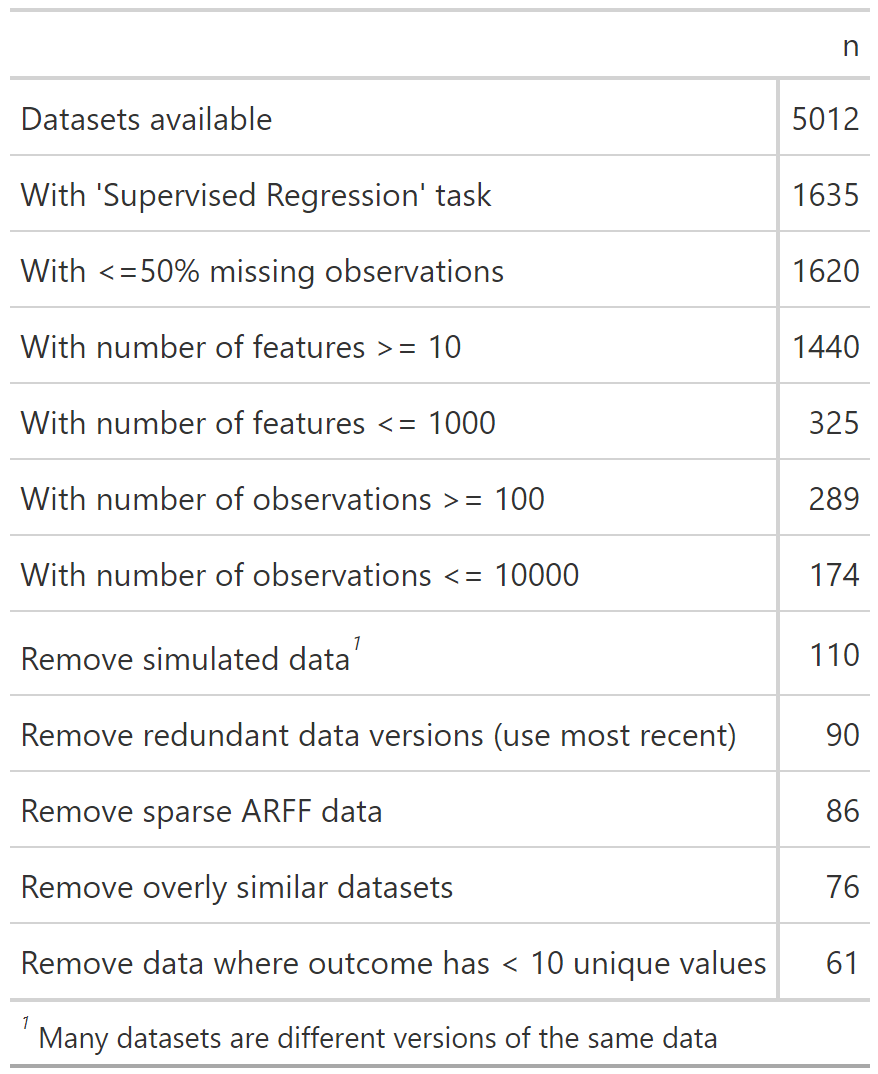 n
Datasets available 5012
With 'Supervised Regression' task 1635
With <=50% missing observations 1620
With number of features >= 10 1440
With number of features <= 1000 325
With number of observations >= 100 289
With number of observations <= 10000 174
Remove simulated data1 110
Remove redundant data versions (use most recent) 90
Remove sparse ARFF data 86
Remove overly similar datasets 76
Remove data where outcome has < 10 unique values 61
1 Many datasets are different versions of the same data